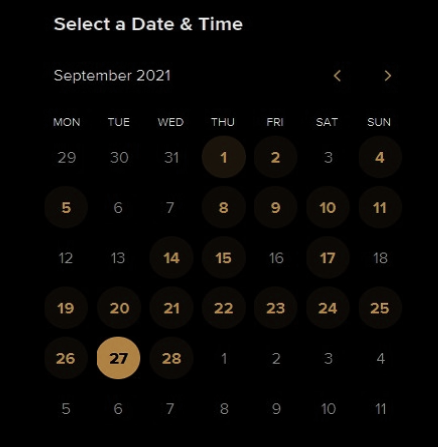 Select a Date & Time
September 2021
MON TUE WED THU FRI SAT SUN
29 30 31 1 2 3 4
5 6 7 8 9 10 11
12 13 14 15 16 17 18
19 20 21 22 23 24 25
26 27 28 1 2 3 4
5 6 7 8 9 10 11